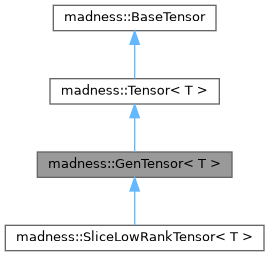 madness::BaseTensor
madness::Tensor< T >
madness::GenTensor< T >
madness::SliceLowRankTensor< T >